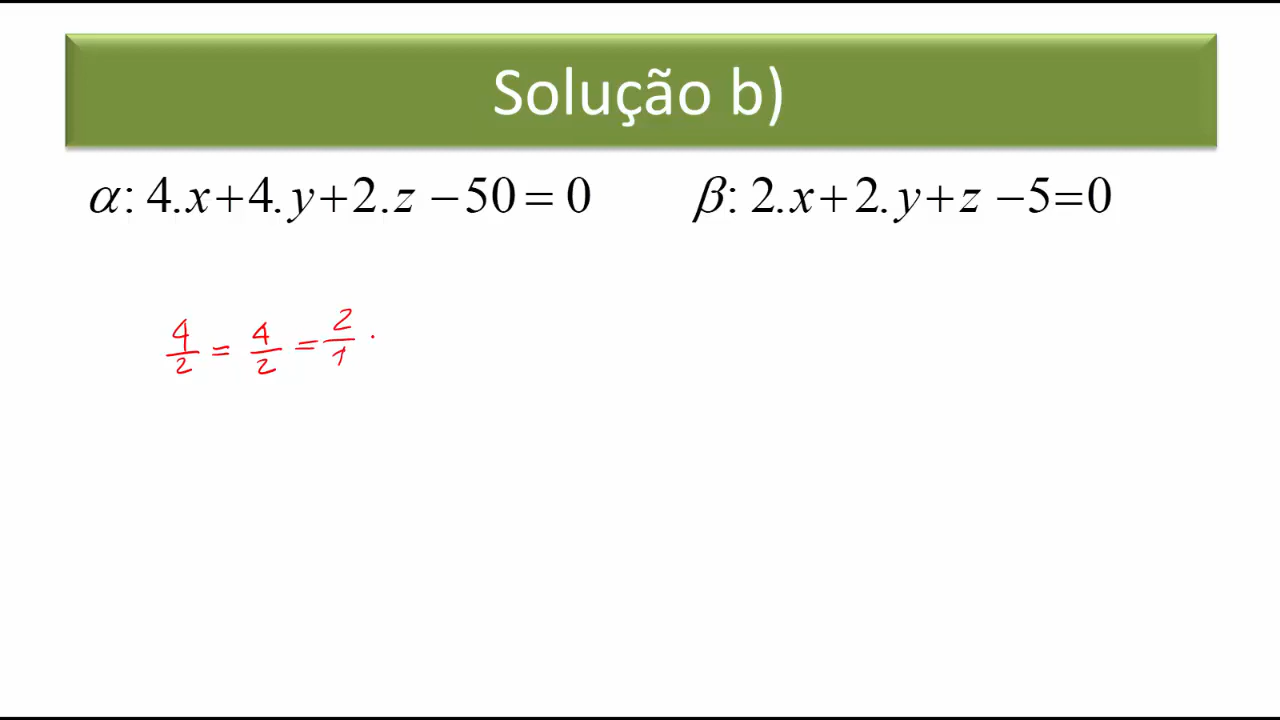 Solução b)
α: 4.x+4.y+2.z −50= 0 β: 2.x+2.y+z −5=0
4/2 = 4/2 = 2/1 .